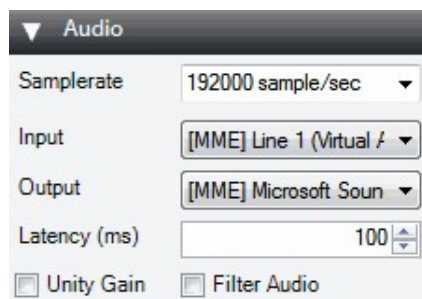 Audio
Samplerate 192000 sample/sec
Input [MME] Line 1 (Virtual
Output [MME] Microsoft Soun
Latency (ms) 100
Unity Gain Filter Audio